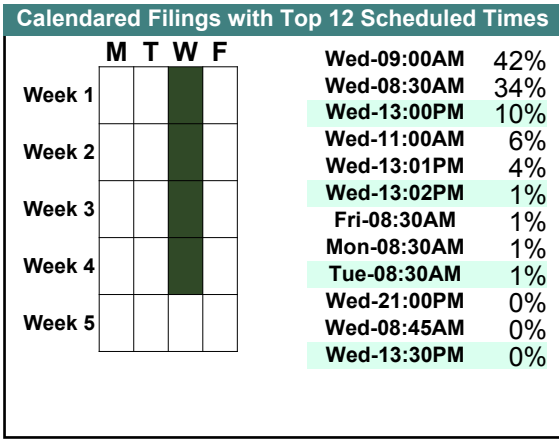 Calendared Filings with Top 12 Scheduled Times
M T W F
Week 1
Week 2
Week 3
Week 4
Week 5
Wed-09:00AM 42%
Wed-08:30AM 34%
Wed-13:00PM 10%
Wed-11:00AM 6%
Wed-13:01PM 4%
Wed-13:02PM 1%
Fri-08:30AM 1%
Mon-08:30AM 1%
Tue-08:30AM 1%
Wed-21:00PM 0%
Wed-08:45AM 0%
Wed-13:30PM 0%